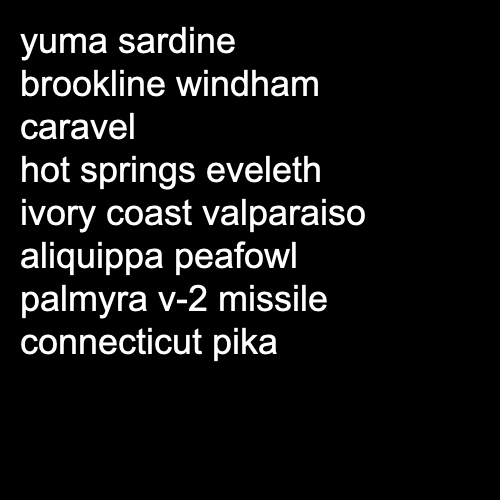 yuma sardine
brookline windham
caravel
hot springs eveleth
ivory coast valparaiso
aliquippa peafowl
palmyra v-2 missile
connecticut pika